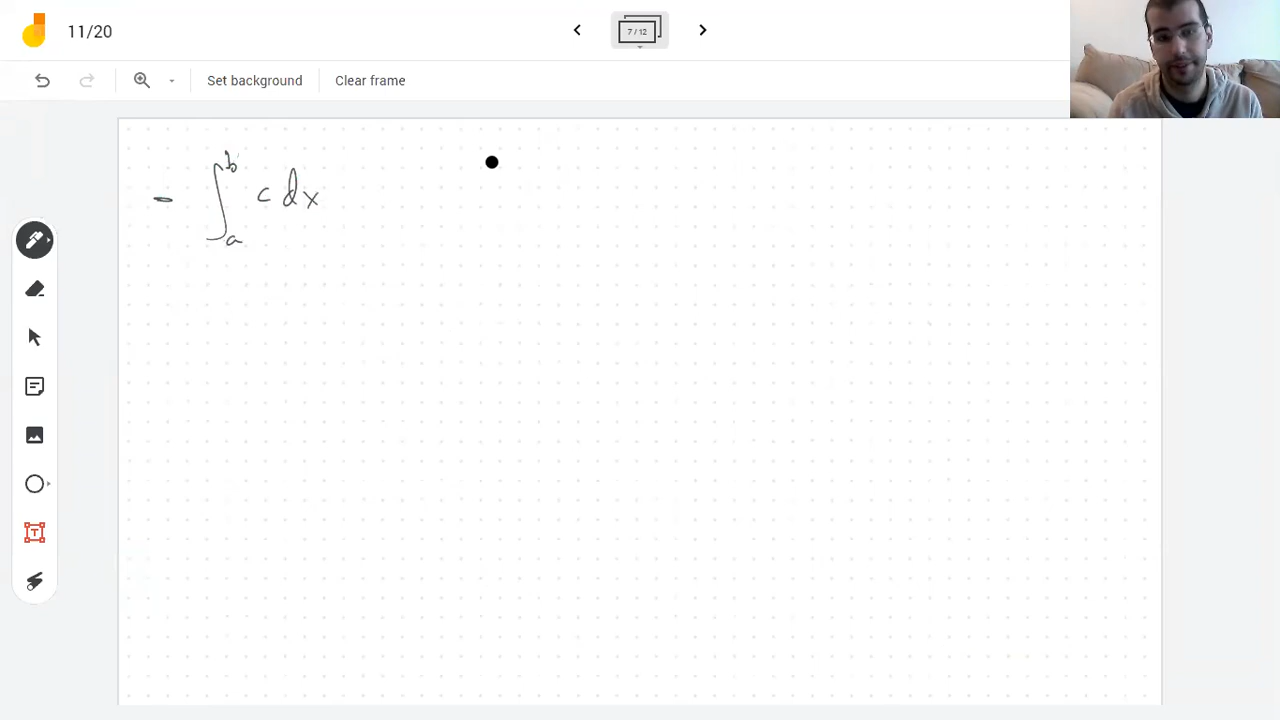 11/20
7 / 12
Set background
Clear frame
- ∫_a^b c dx
T